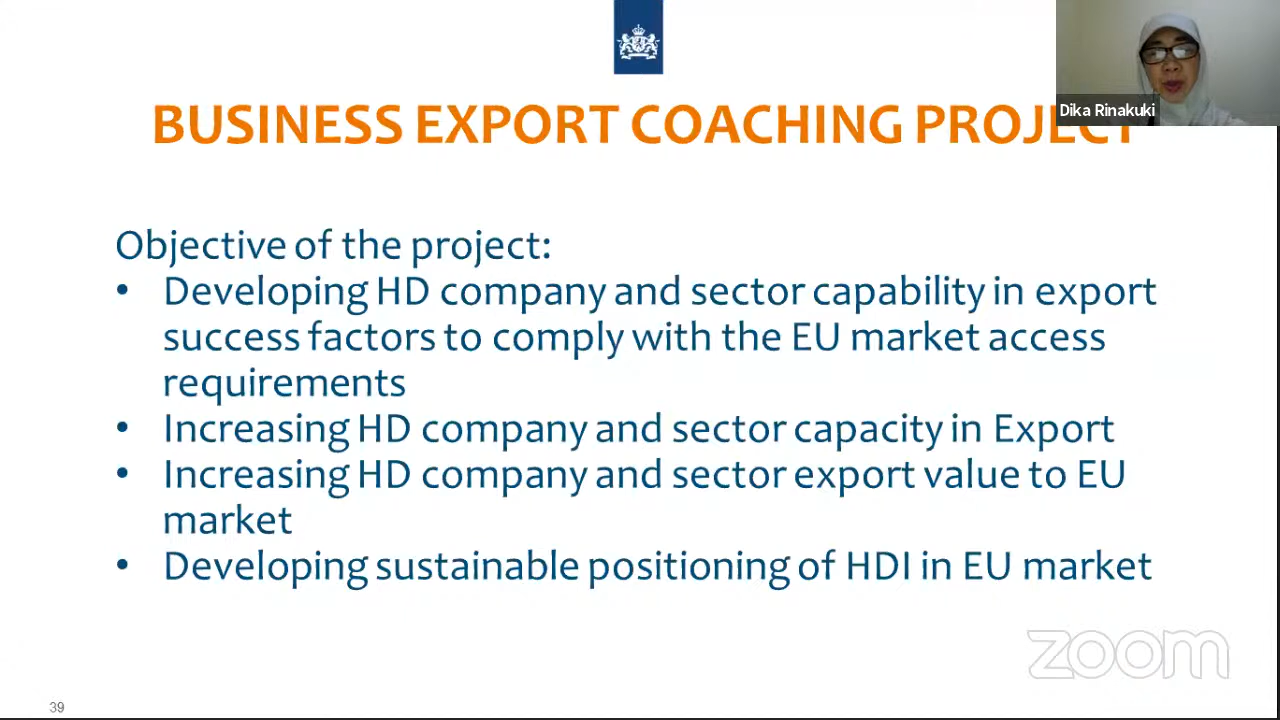 Dika Rinakuki
BUSINESS EXPORT COACHING PROJECT
Objective of the project:
• Developing HD company and sector capability in export
success factors to comply with the EU market access
requirements
• Increasing HD company and sector capacity in Export
• Increasing HD company and sector export value to EU
market
• Developing sustainable positioning of HDI in EU market
zoom
39